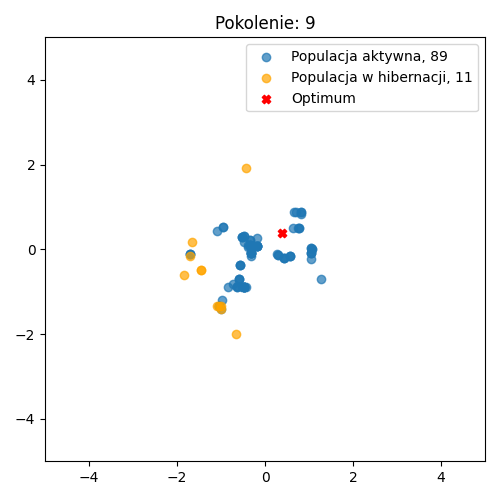 Pokolenie: 9
Populacja aktywna, 89
Populacja w hibernacji, 11
Optimum
4
2
0
−2
−4
−4
−2
0
2
4